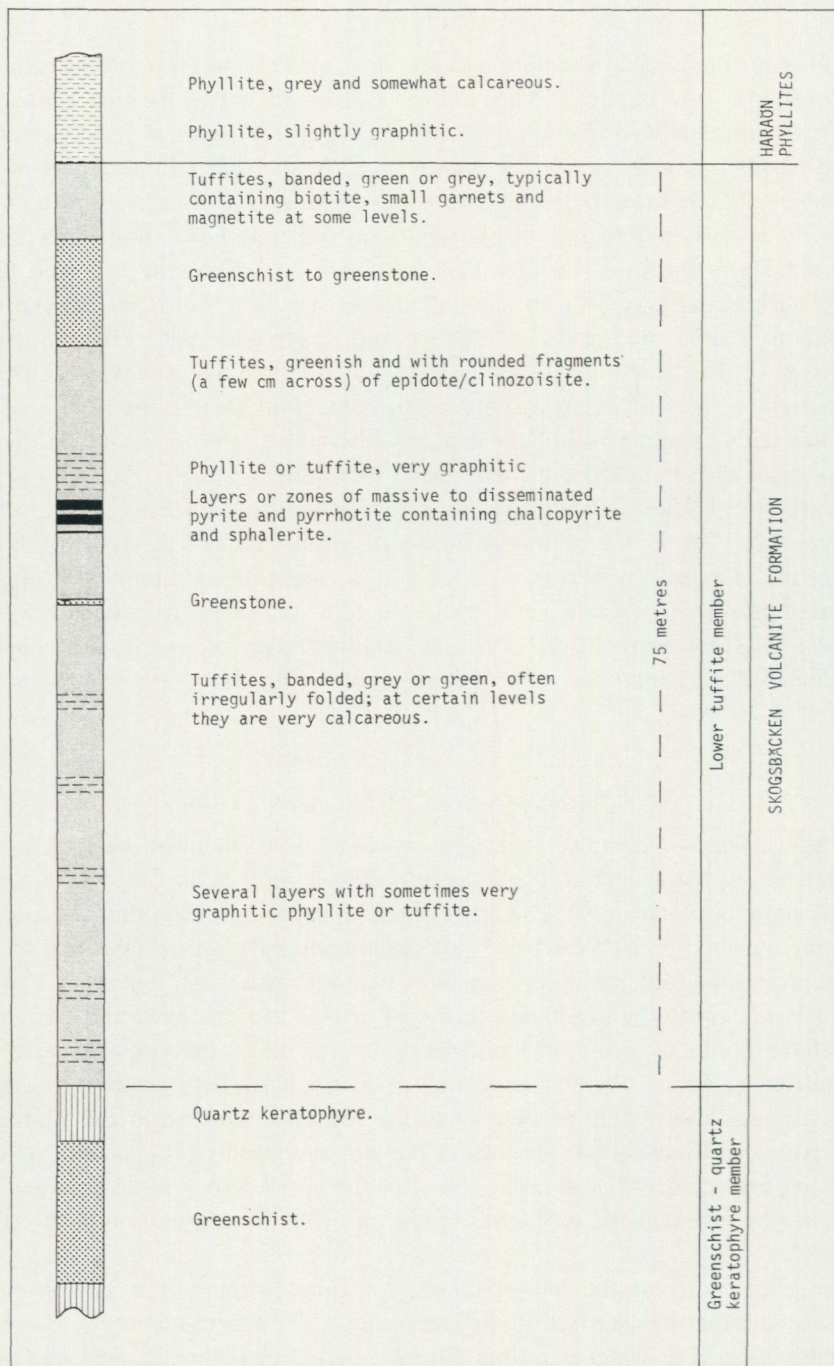 Phyllite, grey and somewhat calcareous.
Phyllite, slightly graphitic.
HARAÖN
PHYLLITES
Tuffites, banded, green or grey, typically
containing biotite, small garnets and
magnetite at some levels.
Greenschist to greenstone.
Tuffites, greenish and with rounded fragments
(a few cm across) of epidote/clinozoisite.
Phyllite or tuffite, very graphitic
Layers or zones of massive to disseminated
pyrite and pyrrhotite containing chalcopyrite
and sphalerite.
Greenstone.
Tuffites, banded, grey or green, often
irregularly folded; at certain levels
they are very calcareous.
Several layers with sometimes very
graphitic phyllite or tuffite.
75 metres
Lower tuffite member
SKOGSBÄCKEN VOLCANITE FORMATION
Quartz keratophyre.
Greenschist.
Greenschist - quartz
keratophyre member